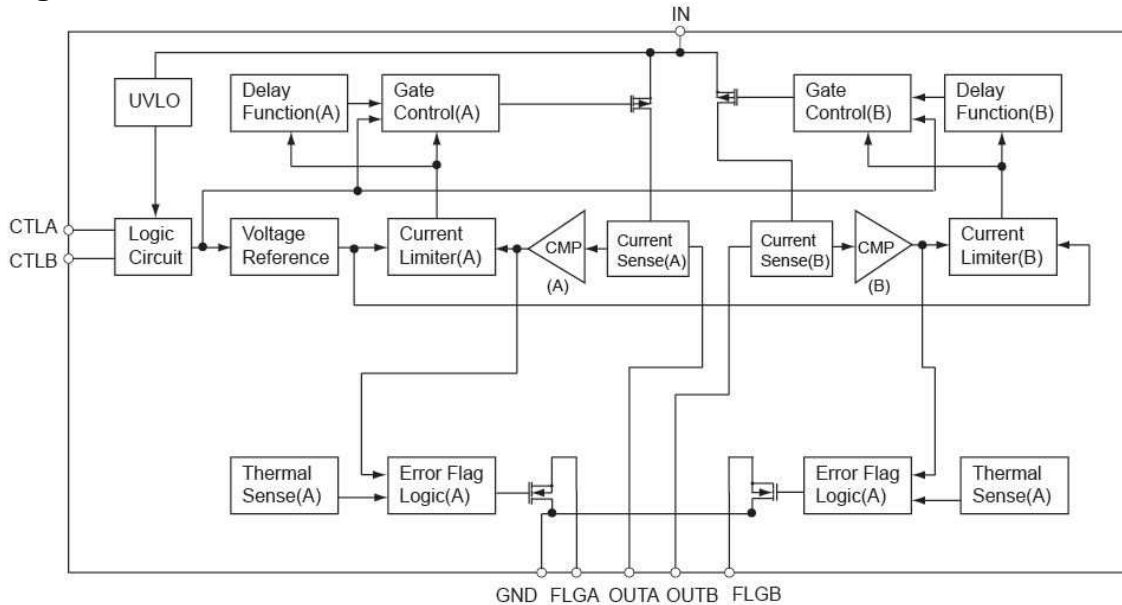 IN
UVLO
Delay
Function(A)
Gate
Control(A)
Gate
Control(B)
Delay
Function(B)
CTLA
CTLB
Logic
Circuit
Voltage
Reference
Current
Limiter(A)
CMP
(A)
Current
Sense(A)
Current
Sense(B)
CMP
(B)
Current
Limiter(B)
Thermal
Sense(A)
Error Flag
Logic(A)
Error Flag
Logic(A)
Thermal
Sense(A)
GND
FLGA
OUTA
OUTB
FLGB